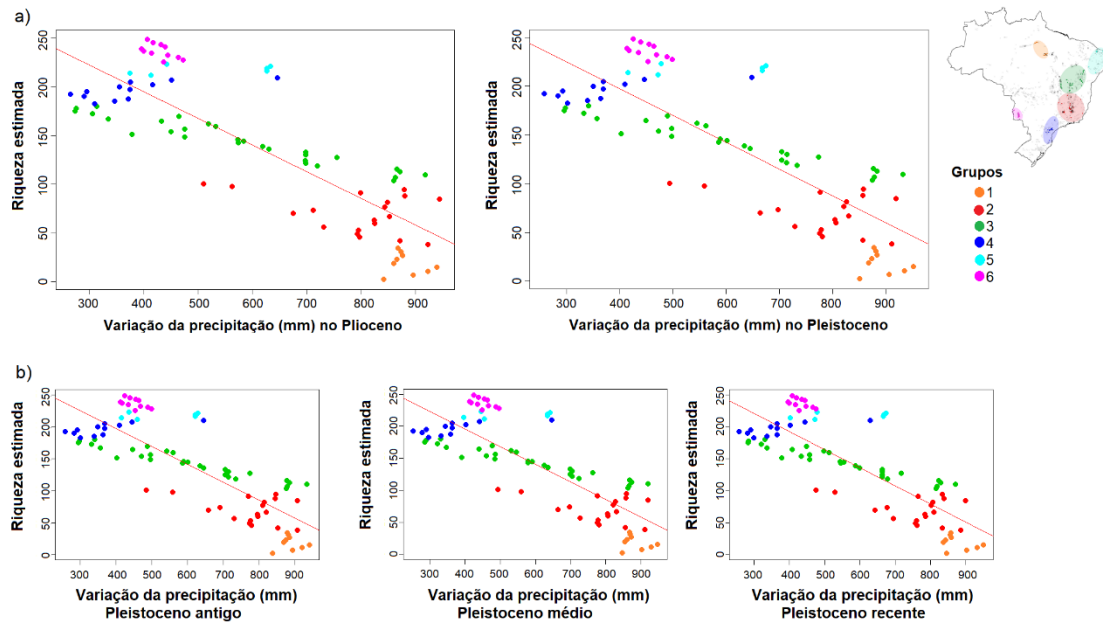 a)
Riqueza estimada
250
200
150
100
50
0
300 400 500 600 700 800 900
Variação da precipitação (mm) no Plioceno
Riqueza estimada
250
200
150
100
50
0
300 400 500 600 700 800 900
Variação da precipitação (mm) no Pleistoceno
Grupos
1
2
3
4
5
6
b)
Riqueza estimada
250
200
150
100
50
0
300 400 500 600 700 800 900
Variação da precipitação (mm)
Pleistoceno antigo
Riqueza estimada
250
200
150
100
50
0
300 400 500 600 700 800 900
Variação da precipitação (mm)
Pleistoceno médio
Riqueza estimada
250
200
150
100
50
0
300 400 500 600 700 800 900
Variação da precipitação (mm)
Pleistoceno recente